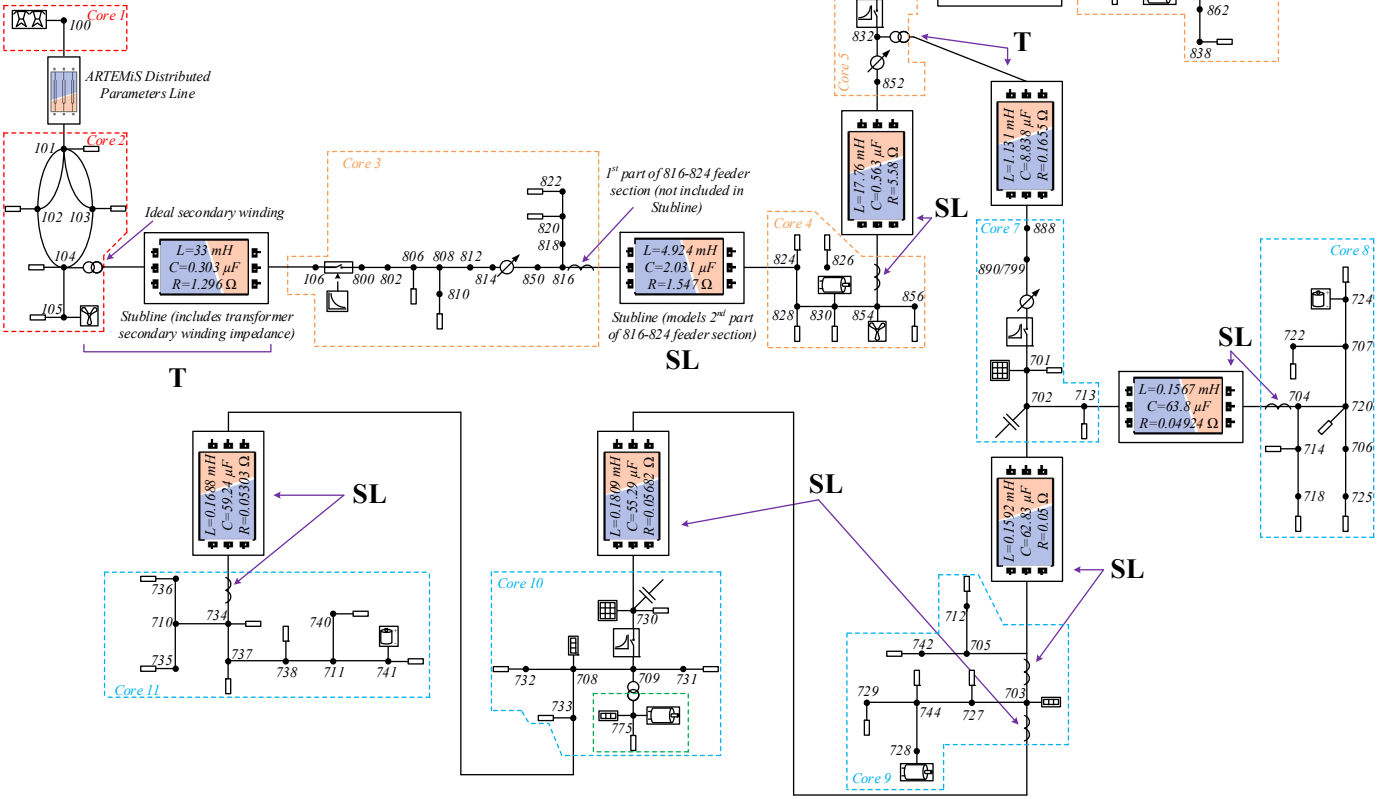 Core 1
100
ARTEMiS Distributed
Parameters Line
Core 2
101
102
103
104
105
Ideal secondary winding
L=33 mH
C=0.303 µF
R=1.296 Ω
Stubline (includes transformer
secondary winding impedance)
T
Core 3
106
800
802
806
808
810
812
814
850
816
818
820
822
1st part of 816-824 feeder
section (not included in
Stubline)
L=4.924 mH
C=2.031 µF
R=1.547 Ω
Stubline (models 2nd part
of 816-824 feeder section)
SL
Core 4
824
826
828
830
854
856
SL
L=17.76 mH
C=0.563 µF
R=5.58 Ω
Core 5
832
852
T
862
838
L=1.131 mH
C=8.838 µF
R=0.1655 Ω
Core 7
888
890/799
701
702
713
L=0.1567 mH
C=63.8 µF
R=0.04924 Ω
SL
Core 8
724
722
707
704
720
714
706
718
725
L=0.1592 mH
C=62.83 µF
R=0.05 Ω
SL
712
742
705
703
729
744
727
728
Core 9
SL
L=0.1809 mH
C=55.29 µF
R=0.05682 Ω
Core 10
730
732
708
709
731
733
775
L=0.1688 mH
C=59.24 µF
R=0.05303 Ω
SL
736
710
734
735
740
737
738
711
741
Core 11